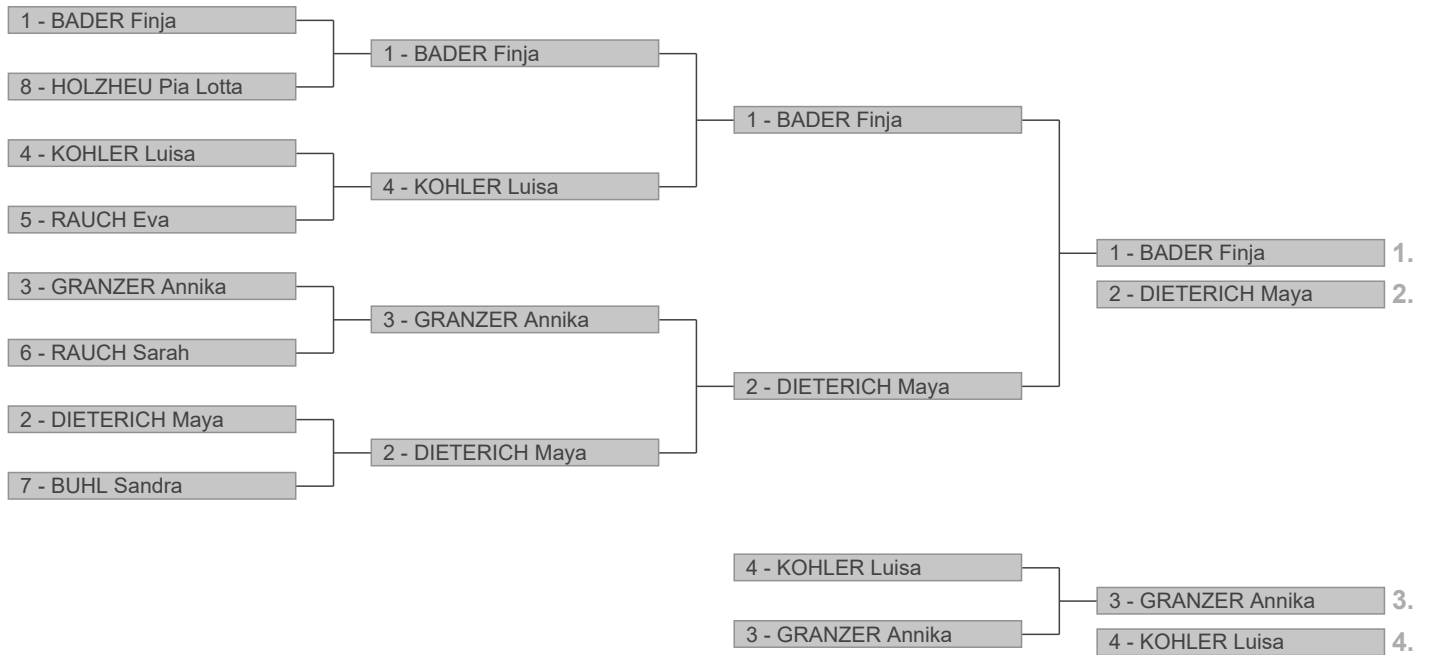 1 - BADER Finja
8 - HOLZHEU Pia Lotta
4 - KOHLER Luisa
5 - RAUCH Eva
3 - GRANZER Annika
6 - RAUCH Sarah
2 - DIETERICH Maya
7 - BUHL Sandra
1 - BADER Finja
4 - KOHLER Luisa
3 - GRANZER Annika
2 - DIETERICH Maya
1 - BADER Finja
2 - DIETERICH Maya
1 - BADER Finja 1.
2 - DIETERICH Maya 2.
4 - KOHLER Luisa
3 - GRANZER Annika
3 - GRANZER Annika 3.
4 - KOHLER Luisa 4.